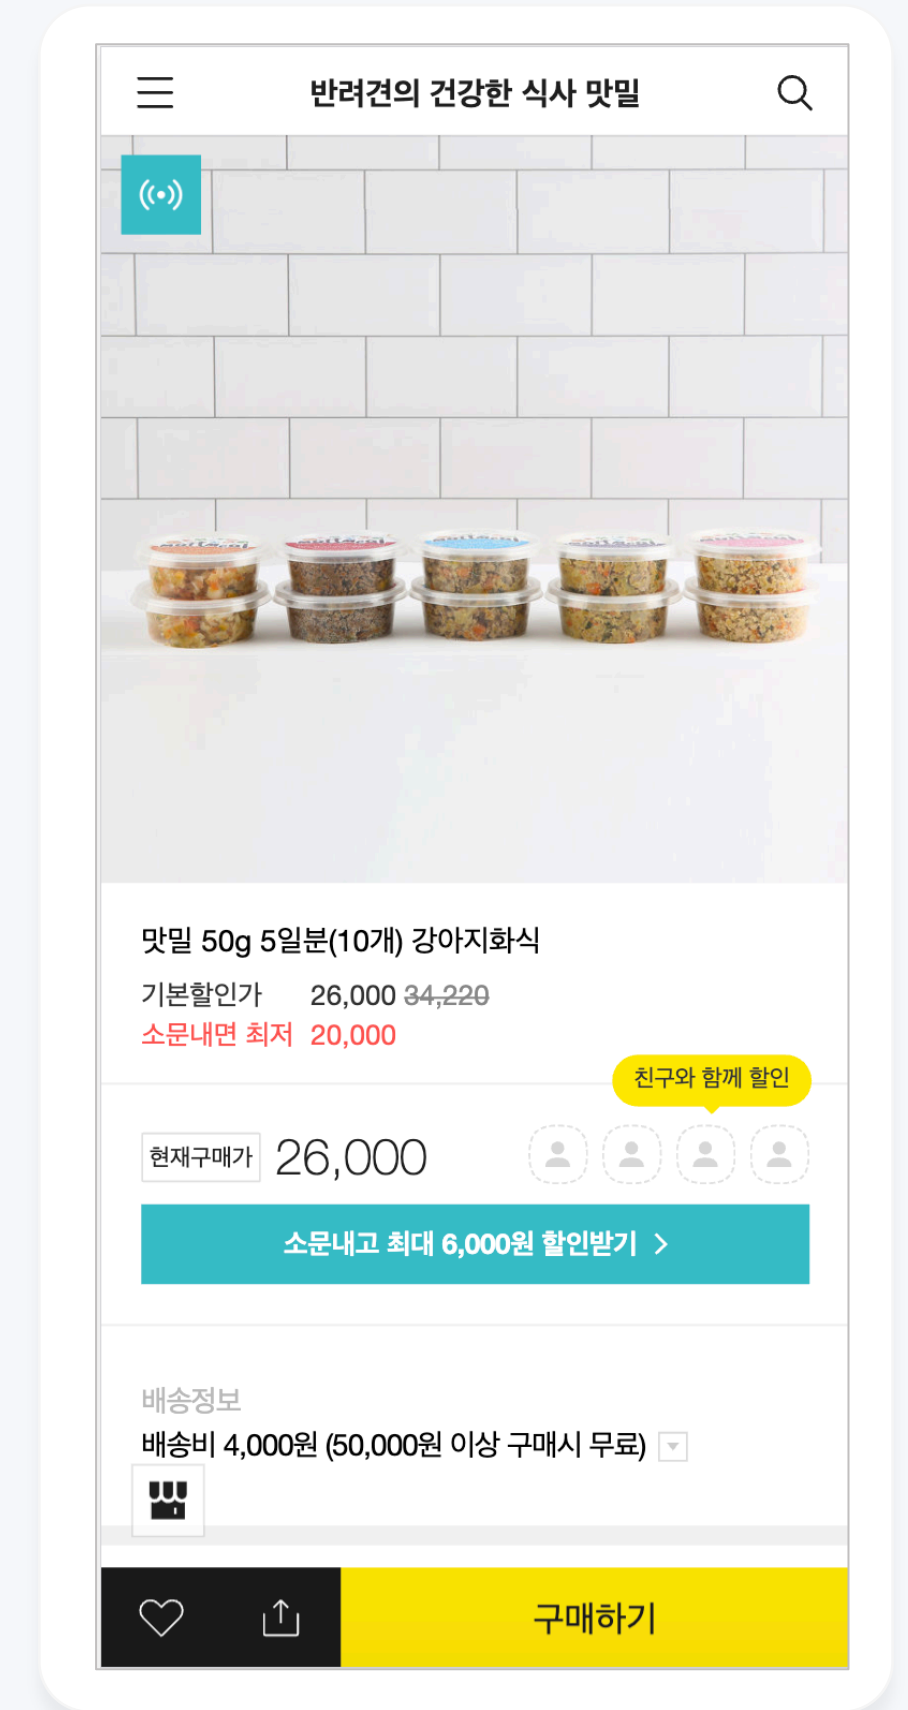 반려견의 건강한 식사 맛밀
맛밀 50g 5일분(10개) 강아지화식
기본할인가 26,000 34,220
소문내면 최저 20,000
친구와 함께 할인
현재구매가 26,000
소문내고 최대 6,000원 할인받기 >
배송정보
배송비 4,000원 (50,000원 이상 구매시 무료)
구매하기